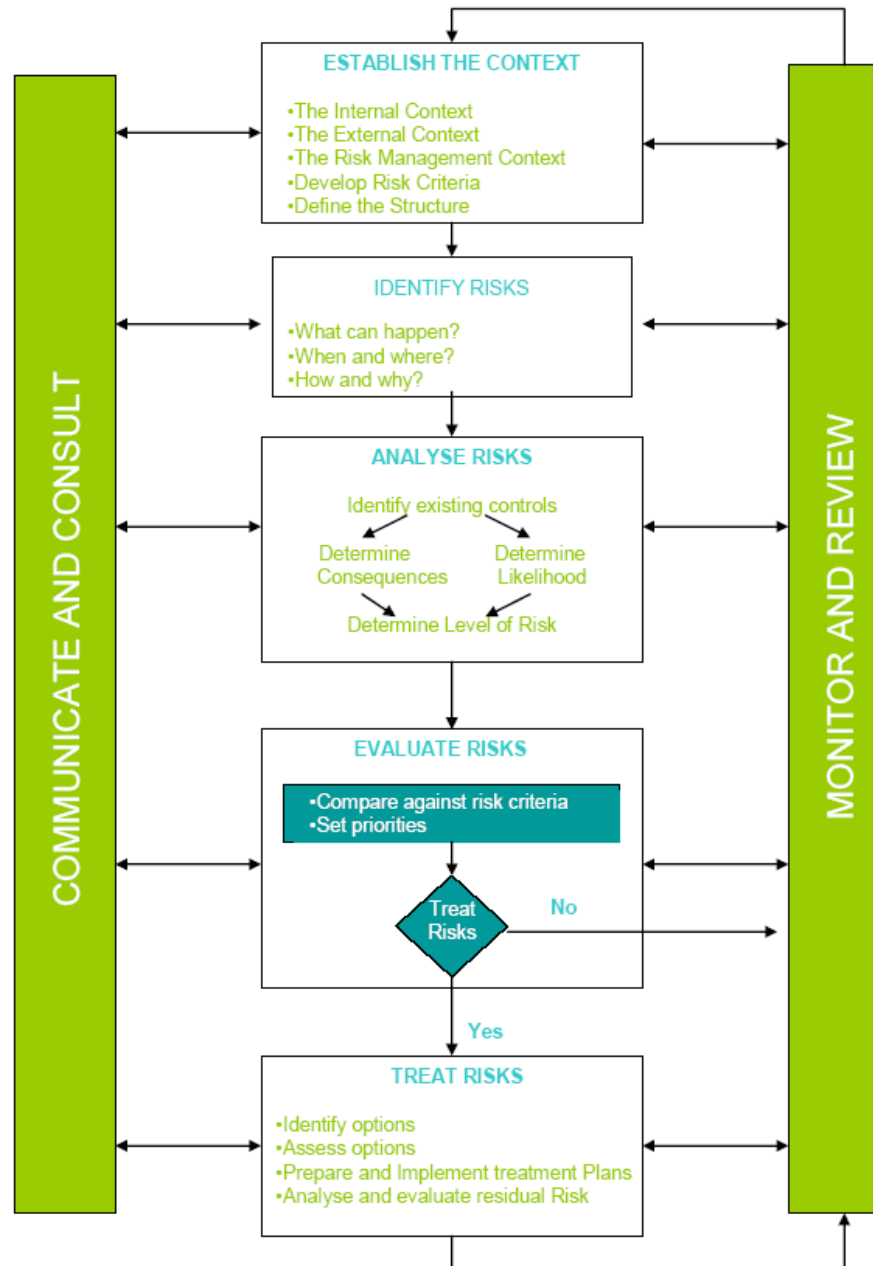 ESTABLISH THE CONTEXT
•The Internal Context
•The External Context
•The Risk Management Context
•Develop Risk Criteria
•Define the Structure
IDENTIFY RISKS
•What can happen?
•When and where?
•How and why?
ANALYSE RISKS
Identify existing controls
Determine
Consequences
Determine
Likelihood
Determine Level of Risk
EVALUATE RISKS
•Compare against risk criteria
•Set priorities
Treat
Risks
No
Yes
TREAT RISKS
•Identify options
•Assess options
•Prepare and Implement treatment Plans
•Analyse and evaluate residual Risk
COMMUNICATE AND CONSULT
MONITOR AND REVIEW